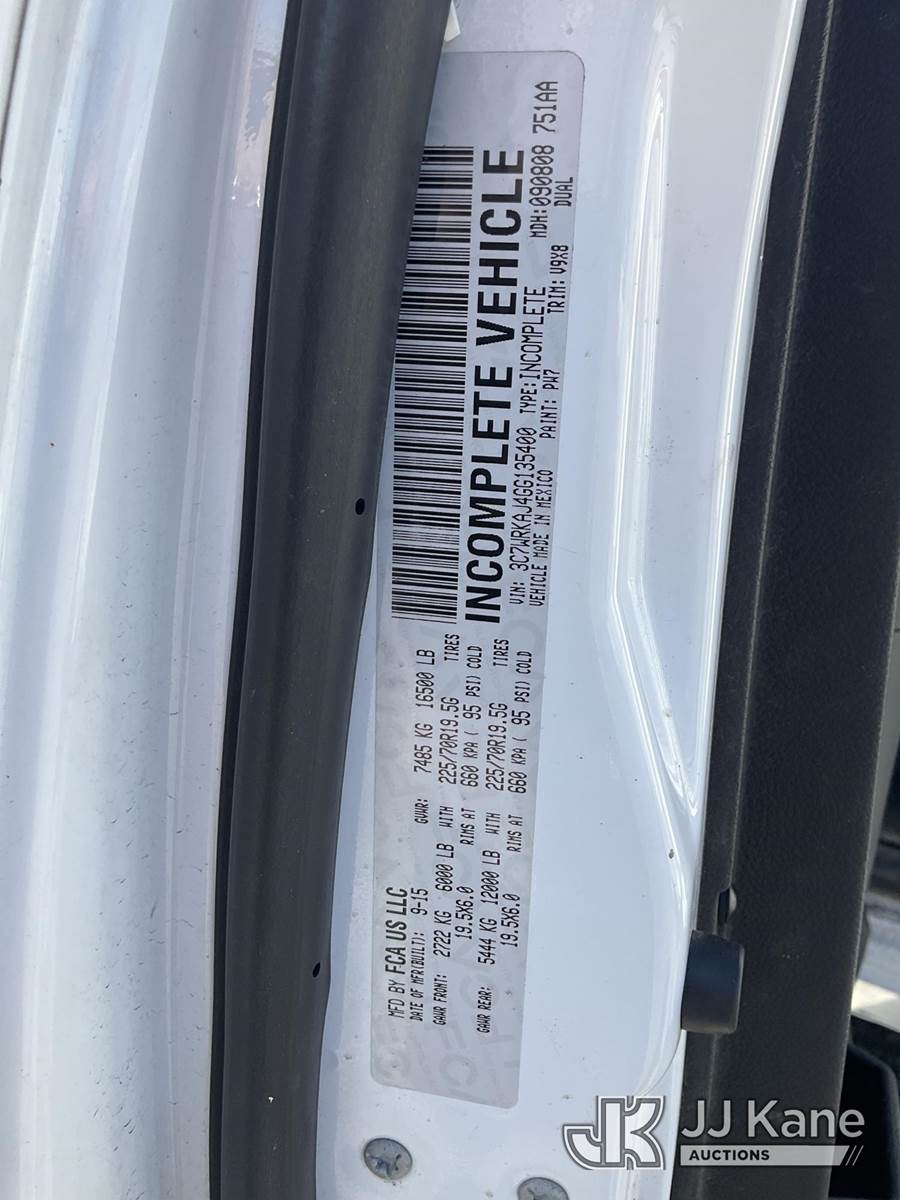 MFD BY FCA US LLC
DATE OF MFR(BUILT): 9-15 GVWR: 7485 KG 16500 LB
GAWR FRONT: 2722 KG 6000 LB WITH 225/70R19.5G TIRES
19.5X6.0 RIMS AT 660 KPA ( 95 PSI) COLD
GAWR REAR: 5444 KG 12000 LB WITH 225/70R19.5G TIRES
19.5X6.0 RIMS AT 660 KPA ( 95 PSI) COLD
INCOMPLETE VEHICLE
VIN: 3C7WRKAJ4GG135400 TYPE:INCOMPLETE MDH:090808 751AA
VEHICLE MADE IN MEXICO PAINT: PW7 TRIM: V9X8 DUAL
JK JJ Kane
AUCTIONS